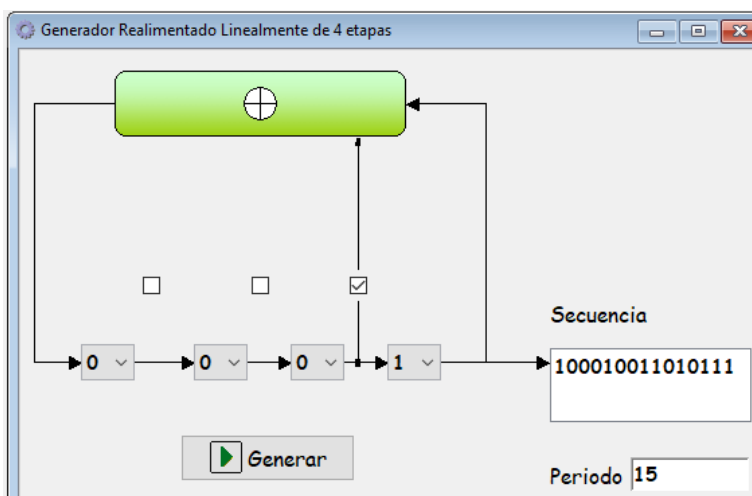 Generador Realimentado Linealmente de 4 etapas
Secuencia
0 0 0 1 100010011010111
Generar
Periodo 15